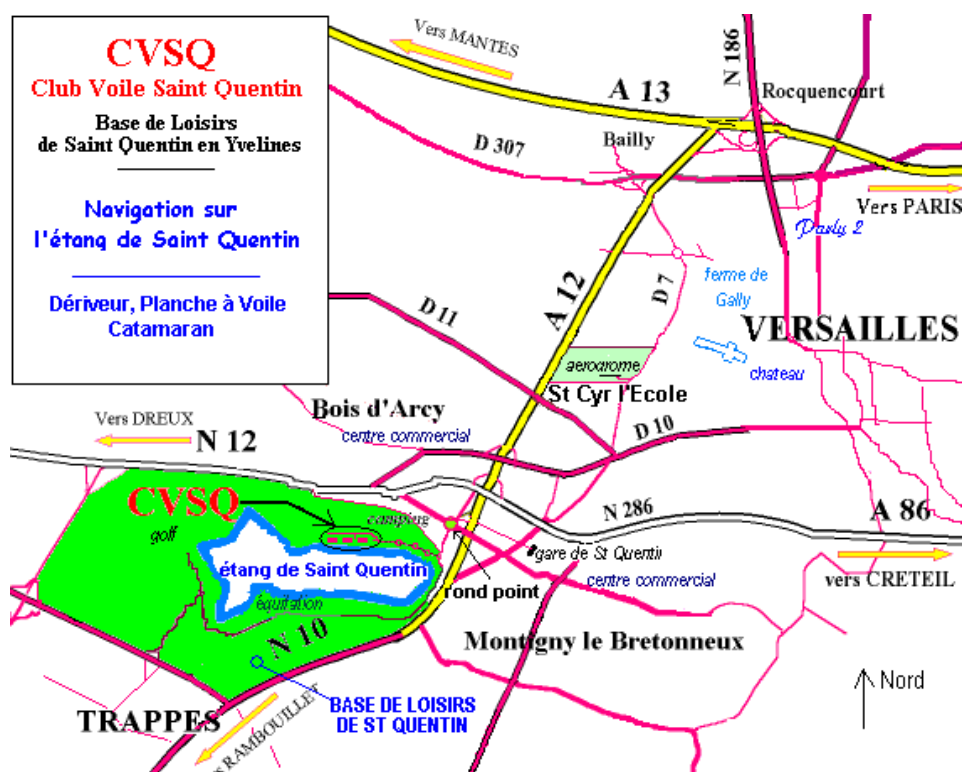 CVSQ
Club Voile Saint Quentin
Base de Loisirs
de Saint Quentin en Yvelines
Navigation sur
l'étang de Saint Quentin
Dériveur, Planche à Voile
Catamaran
Vers MANTES
N 186
A 13
Rocquencourt
Bailly
D 307
Vers PARIS
Parly 2
A 12
D 7
ferme de
Gally
D 11
VERSAILLES
aerodrome
chateau
St Cyr l'Ecole
Bois d'Arcy
Vers DREUX
centre commercial
D 10
N 12
CVSQ
camping
N 286
A 86
golf
gare de St Quentin
étang de Saint Quentin
centre commercial
vers CRETEIL
rond point
équitation
N 10
Montigny le Bretonneux
Nord
BASE DE LOISIRS
DE ST QUENTIN
TRAPPES
RAMBOUILLET